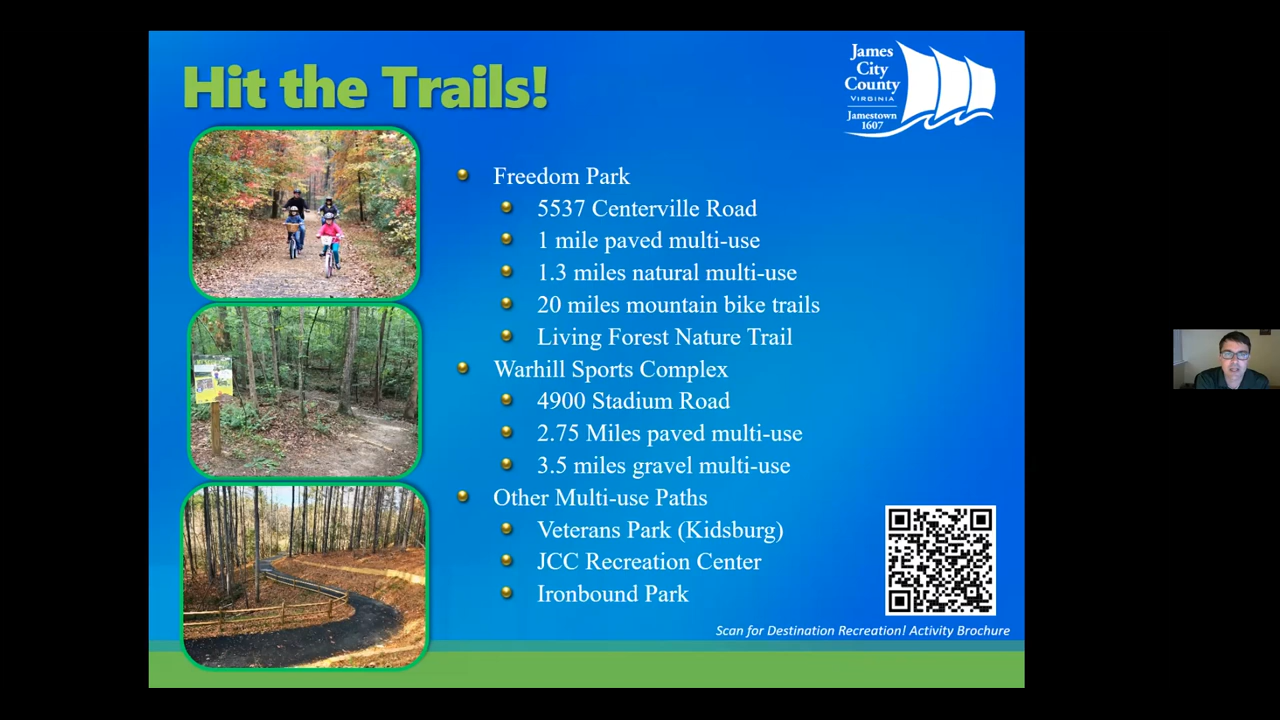 Hit the Trails!
James
City
County
VIRGINIA
Jamestown
1607
Freedom Park
5537 Centerville Road
1 mile paved multi-use
1.3 miles natural multi-use
20 miles mountain bike trails
Living Forest Nature Trail
Warhill Sports Complex
4900 Stadium Road
2.75 Miles paved multi-use
3.5 miles gravel multi-use
Other Multi-use Paths
Veterans Park (Kidsburg)
JCC Recreation Center
Ironbound Park
Scan for Destination Recreation! Activity Brochure